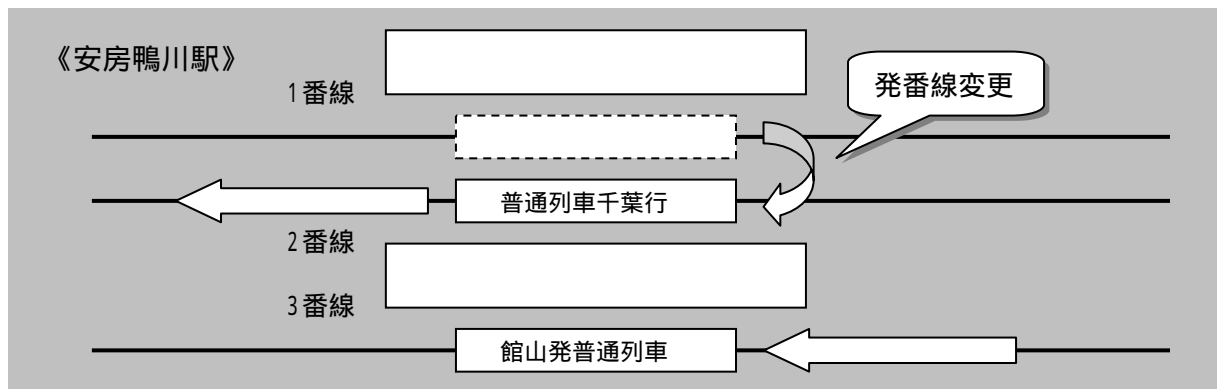 《安房鴨川駅》
1番線
発番線変更
普通列車千葉行
2番線
3番線
館山発普通列車